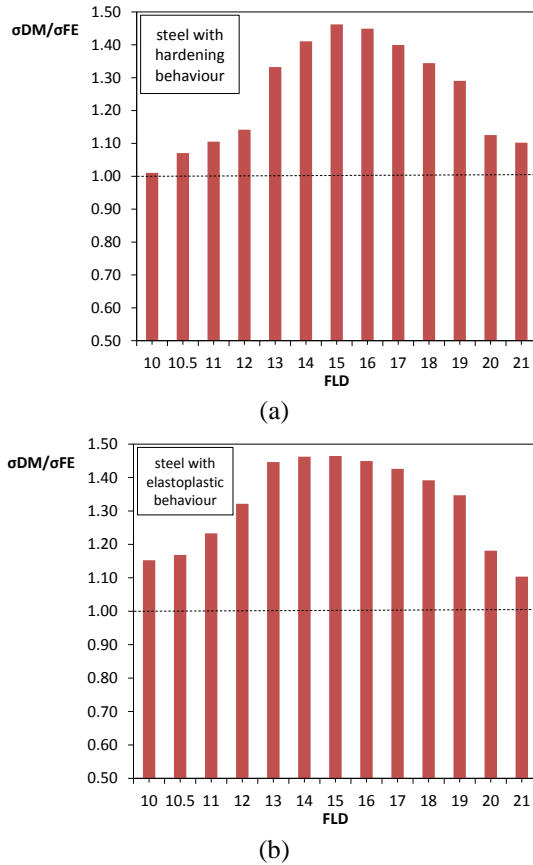 σDM/σFE
steel with
hardening
behaviour
1.50
1.40
1.30
1.20
1.10
1.00
0.90
0.80
0.70
0.60
0.50
10 10.5 11 12 13 14 15 16 17 18 19 20 21
FLD
(a)
σDM/σFE
steel with
elastoplastic
behaviour
1.50
1.40
1.30
1.20
1.10
1.00
0.90
0.80
0.70
0.60
0.50
10 10.5 11 12 13 14 15 16 17 18 19 20 21
FLD
(b)